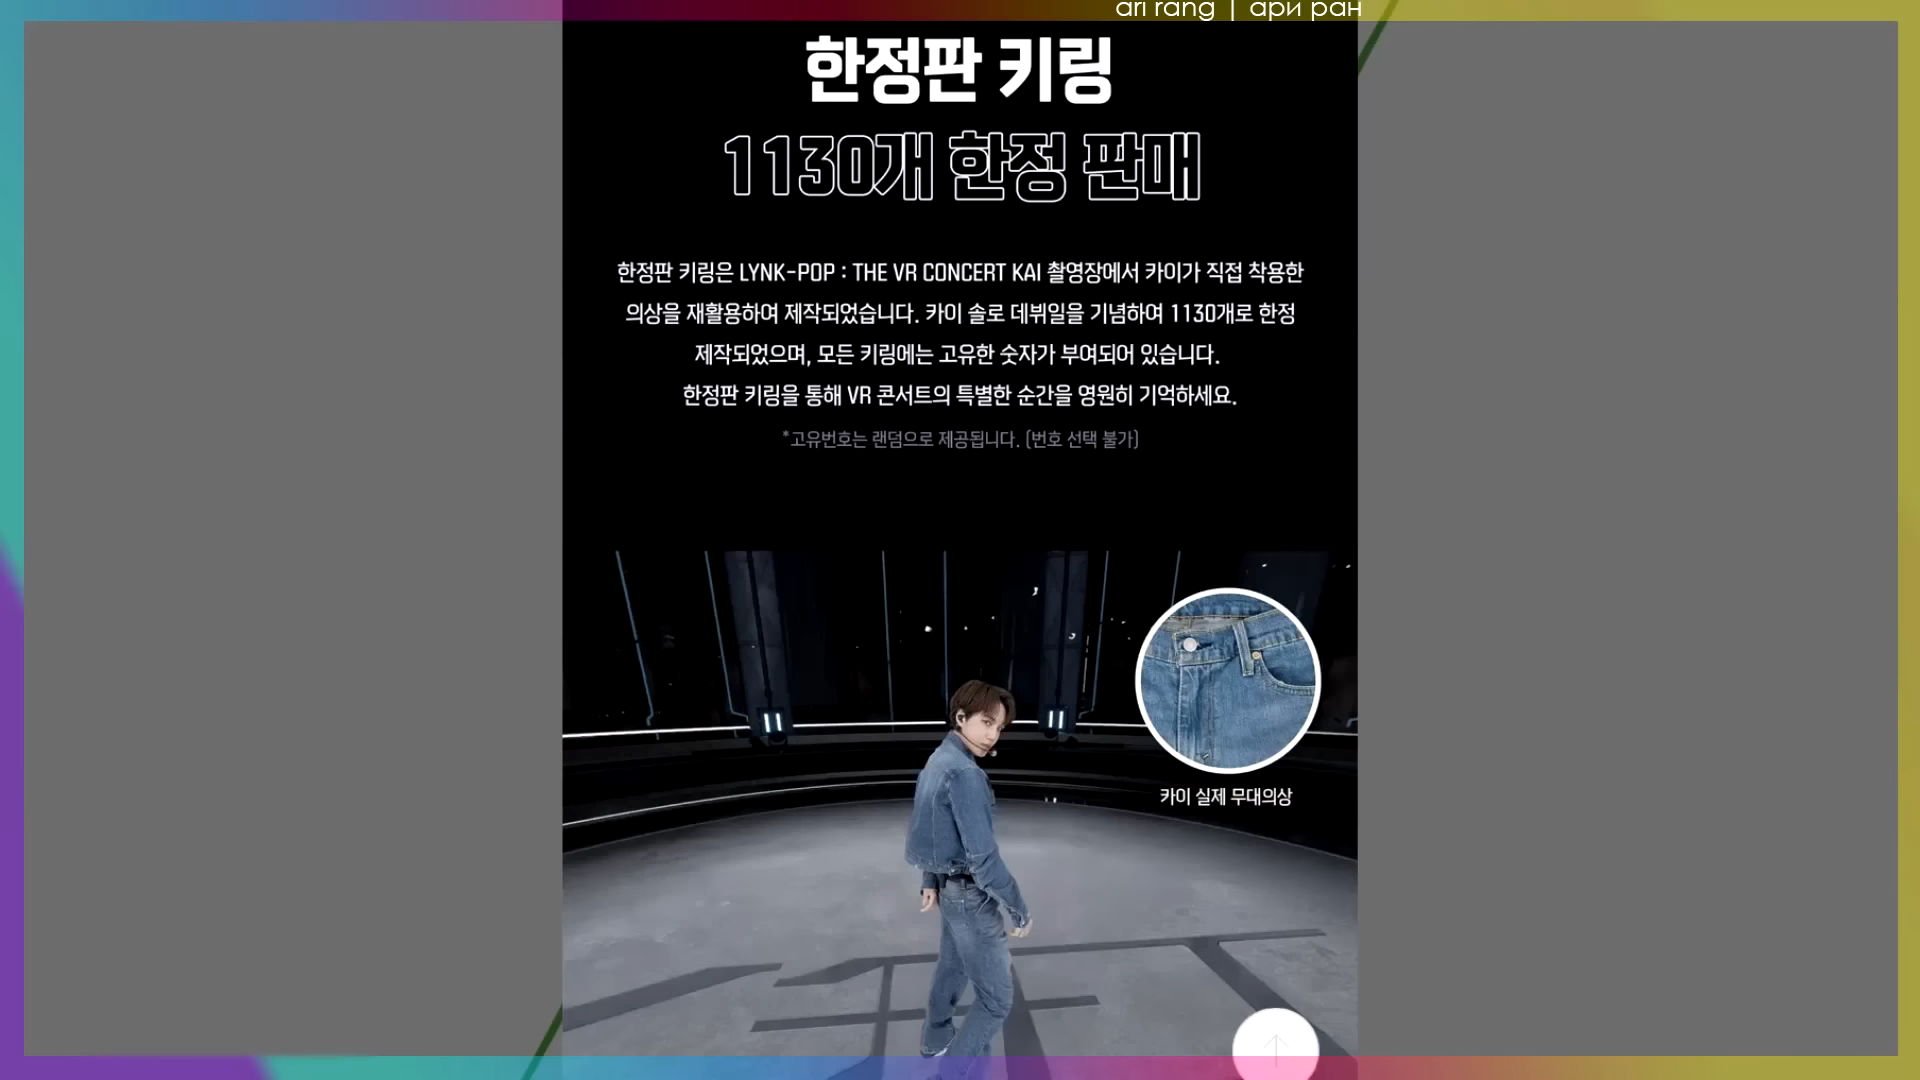 ari rang | ари ран
한정판 키링
1130개 한정 판매
한정판 키링은 LYNK-POP : THE VR CONCERT KAI 촬영장에서 카이가 직접 착용한
의상을 재활용하여 제작되었습니다. 카이 솔로 데뷔일을 기념하여 1130개로 한정
제작되었으며, 모든 키링에는 고유한 숫자가 부여되어 있습니다.
한정판 키링을 통해 VR 콘서트의 특별한 순간을 영원히 기억하세요.
*고유번호는 랜덤으로 제공됩니다. (번호 선택 불가)
카이 실제 무대의상